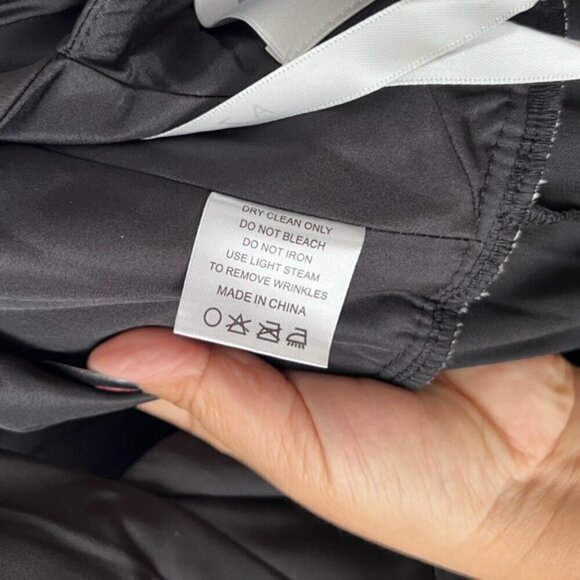 DRY CLEAN ONLY
DO NOT BLEACH
DO NOT IRON
USE LIGHT STEAM
TO REMOVE WRINKLES
MADE IN CHINA